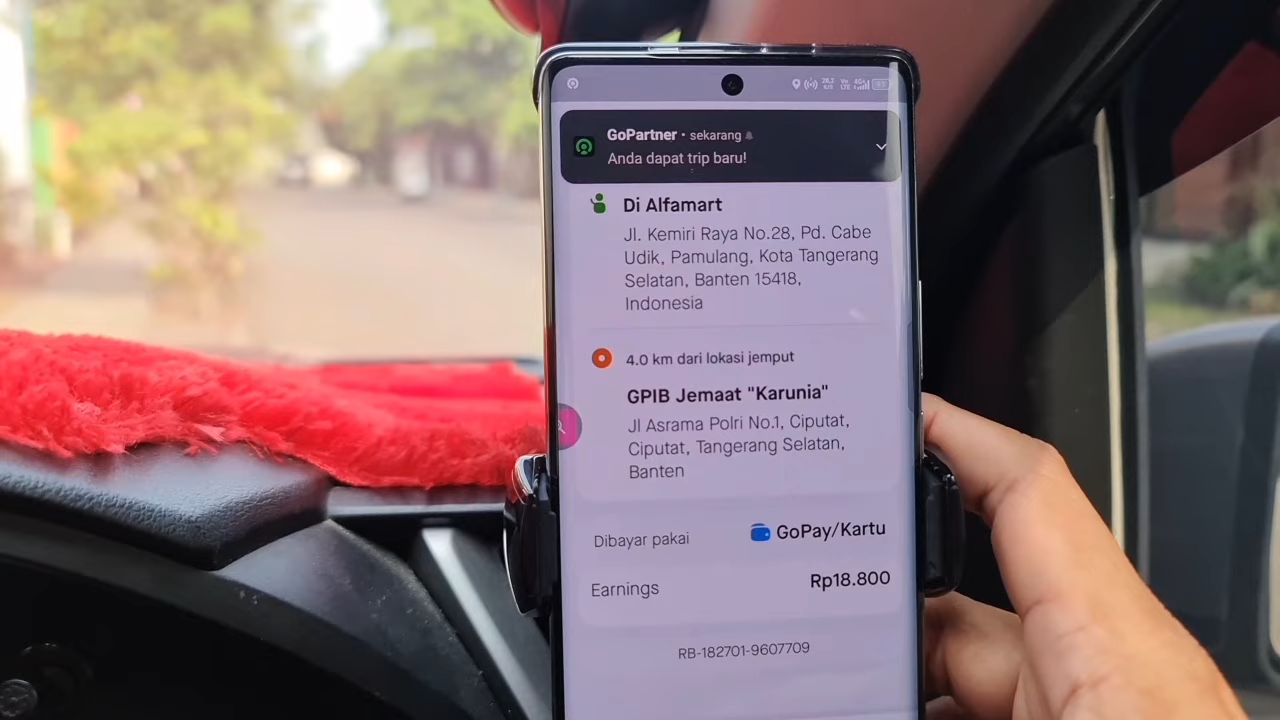 GoPartner • sekarang
Anda dapat trip baru!
Di Alfamart
Jl. Kemiri Raya No.28, Pd. Cabe
Udik, Pamulang, Kota Tangerang
Selatan, Banten 15418,
Indonesia
4.0 km dari lokasi jemput
GPIB Jemaat "Karunia"
Jl Asrama Polri No.1, Ciputat,
Ciputat, Tangerang Selatan,
Banten
Dibayar pakai GoPay/Kartu
Earnings Rp18.800
RB-182701-9607709